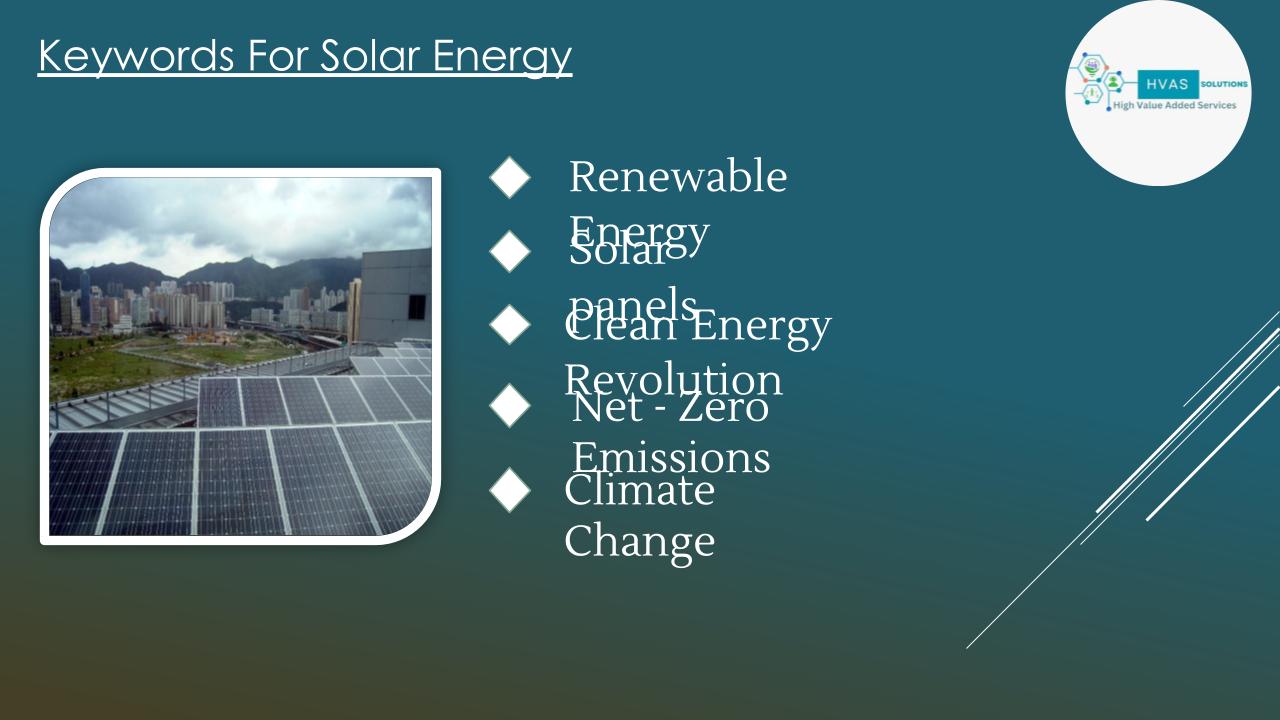 Keywords For Solar Energy
HVAS SOLUTIONS
High Value Added Services
Renewable
Energy
Solar
panels
Clean Energy
Revolution
Net - Zero
Emissions
Climate
Change